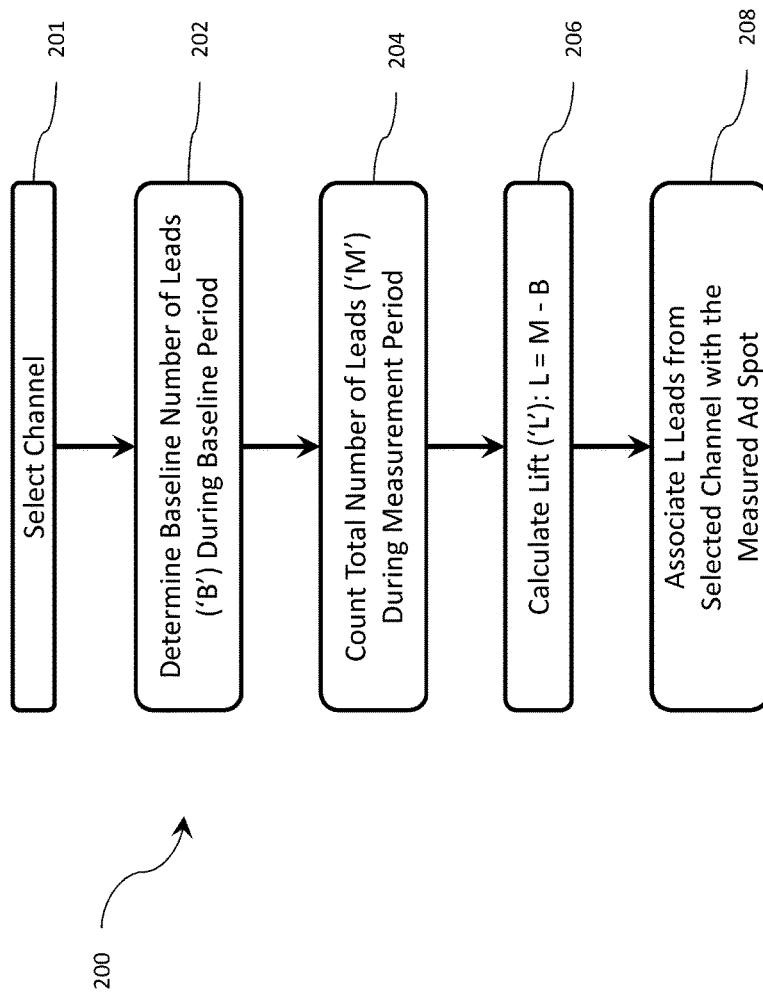 200
Select Channel
201
Determine Baseline Number of Leads
(‘B’) During Baseline Period
202
Count Total Number of Leads (‘M’)
During Measurement Period
204
Calculate Lift (‘L’): L = M - B
206
Associate L Leads from
Selected Channel with the
Measured Ad Spot
208